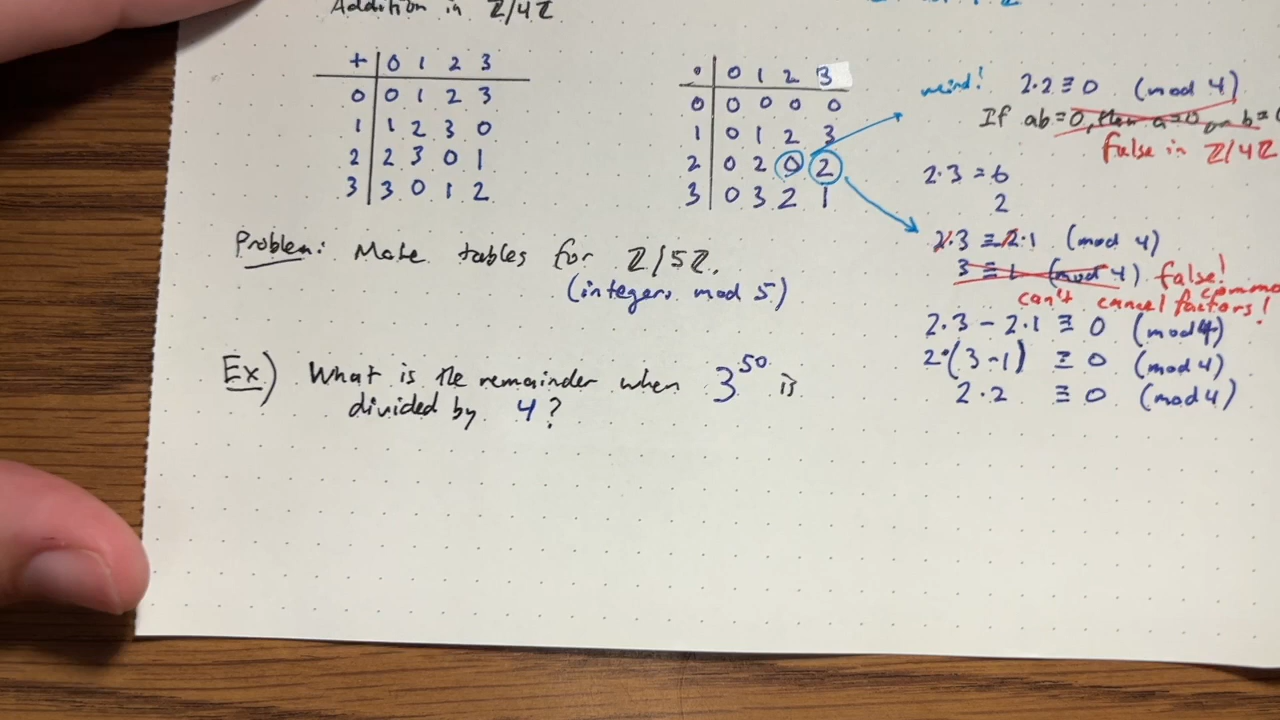 Addition in ℤ/4ℤ
+ 0 1 2 3
0 0 1 2 3
1 1 2 3 0
2 2 3 0 1
3 3 0 1 2
· 0 1 2 3
0 0 0 0 0
1 0 1 2 3
2 0 2 0 2
3 0 3 2 1
weird! 2·2≡0 (mod 4)
If ab=0, then a=0 or b=0
false in ℤ/4ℤ
2·3=6
2
2·3≡2·1 (mod 4)
3≡1 (mod 4) false!
can't cancel common factors!
2·3-2·1≡0 (mod 4)
2·(3-1)≡0 (mod 4)
2·2≡0 (mod 4)
Problem: Make tables for ℤ/5ℤ.
(integers mod 5)
Ex) What is the remainder when 3^50 is
divided by 4?